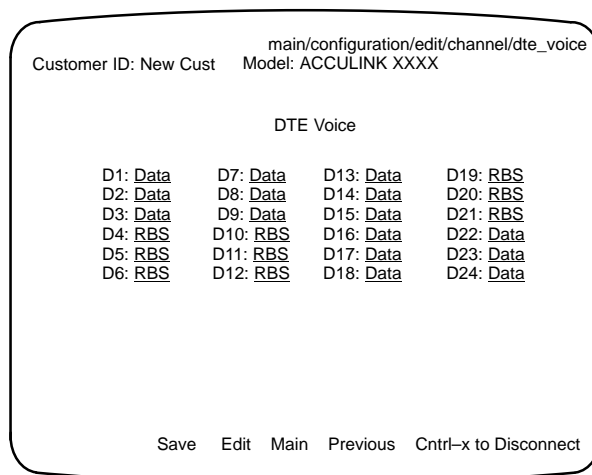 main/configuration/edit/channel/dte_voice
Customer ID: New Cust Model: ACCULINK XXXX
DTE Voice
D1: Data D7: Data D13: Data D19: RBS
D2: Data D8: Data D14: Data D20: RBS
D3: Data D9: Data D15: Data D21: RBS
D4: RBS D10: RBS D16: Data D22: Data
D5: RBS D11: RBS D17: Data D23: Data
D6: RBS D12: RBS D18: Data D24: Data
Save Edit Main Previous Cntrl–x to Disconnect